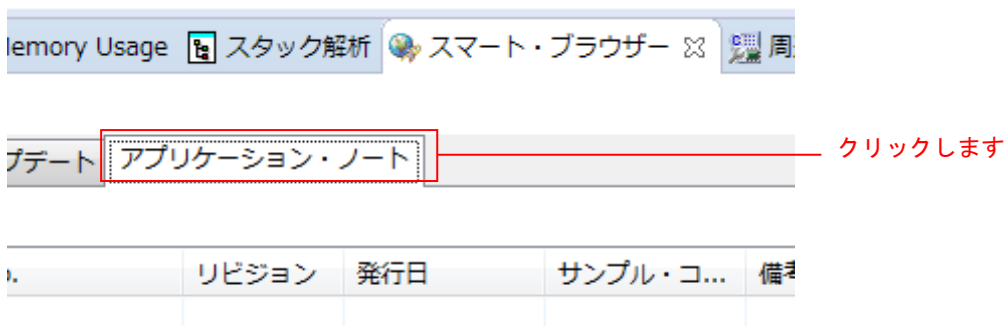 Memory Usage スタック解析 スマート・ブラウザー 周
プデート アプリケーション・ノート クリックします
o. リビジョン 発行日 サンプル・コ... 備考